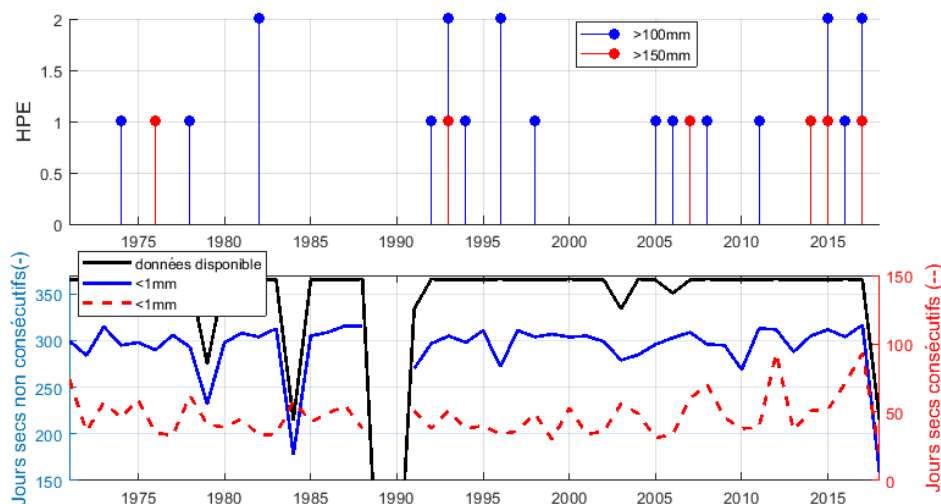 2
1.5
1
0.5
0
HPE
>100mm
>150mm
1975 1980 1985 1990 1995 2000 2005 2010 2015
données disponible
<1mm
<1mm
350
300
250
200
150
Jours secs non consécutifs(-)
150
100
50
0
Jours secs consécutifs (--)
1975 1980 1985 1990 1995 2000 2005 2010 2015